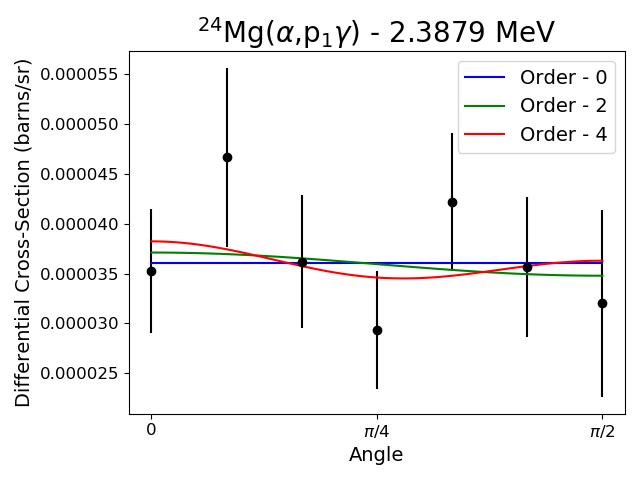 ²⁴Mg(α,p₁γ) - 2.3879 MeV
Differential Cross-Section (barns/sr)
0.000055
0.000050
0.000045
0.000040
0.000035
0.000030
0.000025
Order - 0
Order - 2
Order - 4
0
π/4
π/2
Angle